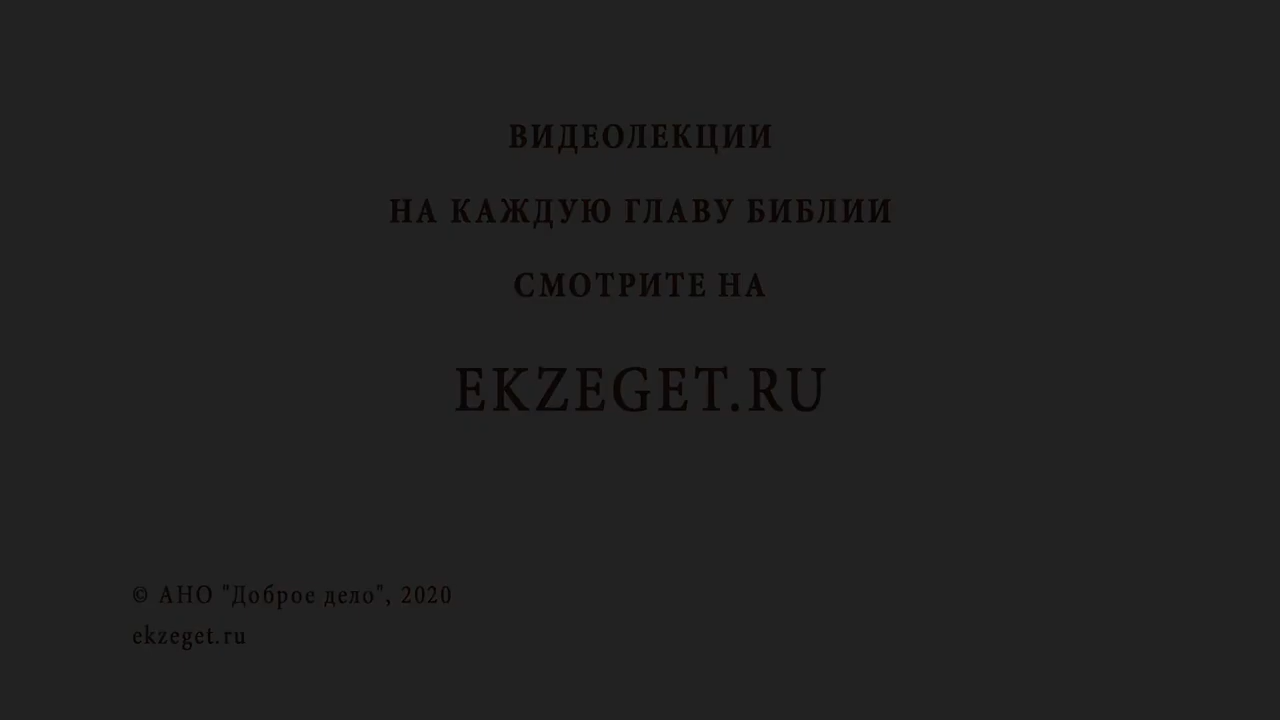 ВИДЕОЛЕКЦИИ
НА КАЖДУЮ ГЛАВУ БИБЛИИ
СМОТРИТЕ НА
EKZEGET.RU
© АНО "Доброе дело", 2020
ekzeget.ru